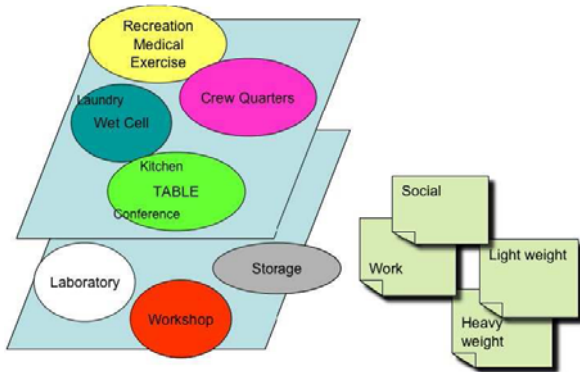 Recreation
Medical
Exercise
Crew Quarters
Laundry
Wet Cell
Kitchen
TABLE
Conference
Laboratory
Storage
Workshop
Social
Work
Light weight
Heavy
weight